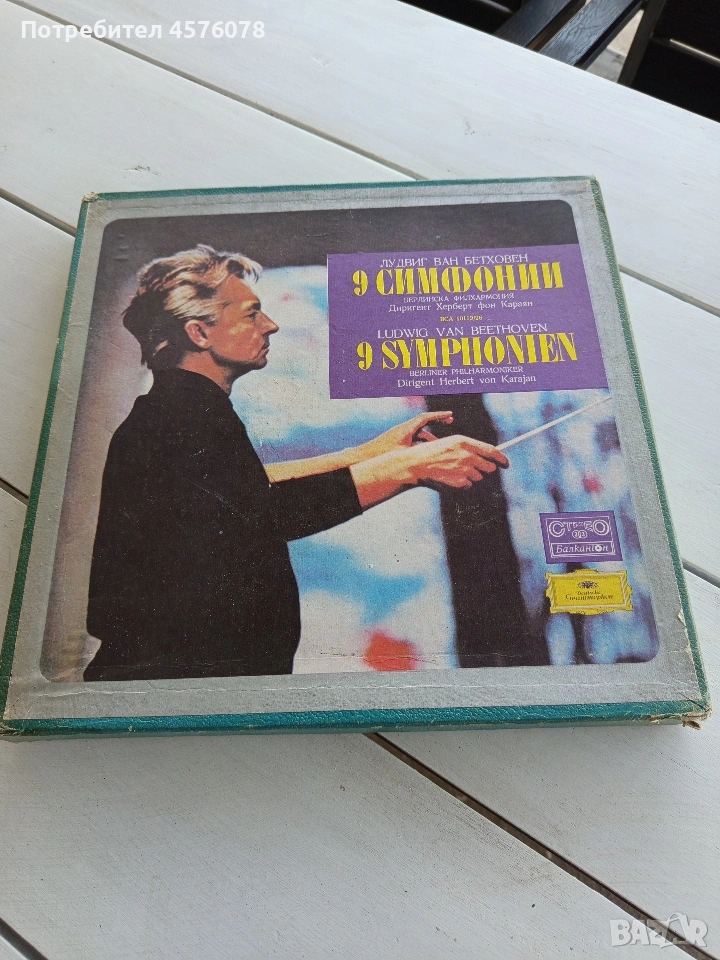 Потребител 4576078
ЛУДВИГ ВАН БЕТХОВЕН
9 СИМФОНИИ
БЕРЛИНСКА ФИЛХАРМОНИЯ
Диригент Херберт фон Караян
LUDWIG VAN BEETHOVEN
9 SYMPHONIEN
BERLINER PHILHARMONIKER
Dirigent Herbert von Karajan
СТЕРЕО
Балкантон
Deutsche
Grammophon
BAZAR